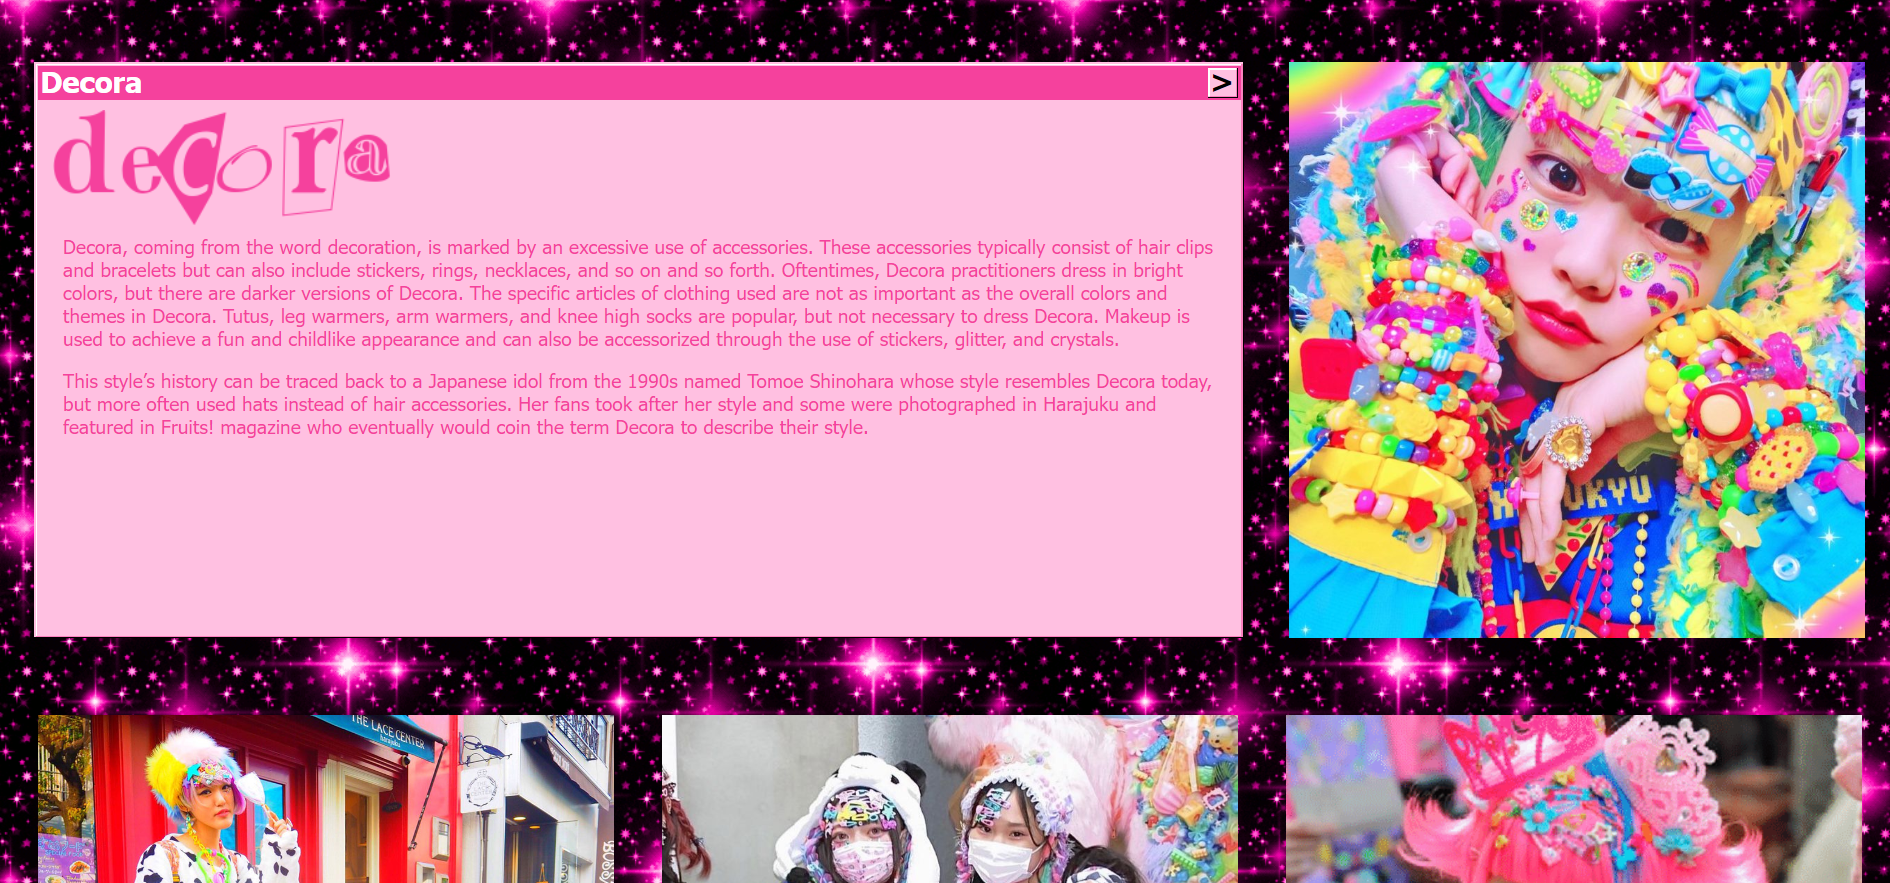 Decora
>
decora
Decora, coming from the word decoration, is marked by an excessive use of accessories. These accessories typically consist of hair clips
and bracelets but can also include stickers, rings, necklaces, and so on and so forth. Oftentimes, Decora practitioners dress in bright
colors, but there are darker versions of Decora. The specific articles of clothing used are not as important as the overall colors and
themes in Decora. Tutus, leg warmers, arm warmers, and knee high socks are popular, but not necessary to dress Decora. Makeup is
used to achieve a fun and childlike appearance and can also be accessorized through the use of stickers, glitter, and crystals.
This style’s history can be traced back to a Japanese idol from the 1990s named Tomoe Shinohara whose style resembles Decora today,
but more often used hats instead of hair accessories. Her fans took after her style and some were photographed in Harajuku and
featured in Fruits! magazine who eventually would coin the term Decora to describe their style.
THE LACE CENTER
harajuku